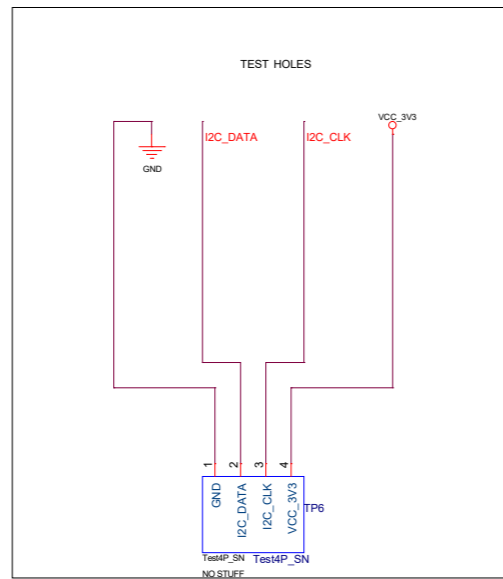 TEST HOLES
VCC_3V3
I2C_DATA
I2C_CLK
GND
1
2
3
4
GND
I2C_DATA
I2C_CLK
VCC_3V3
TP6
Test4P_SN
Test4P_SN
NO STUFF